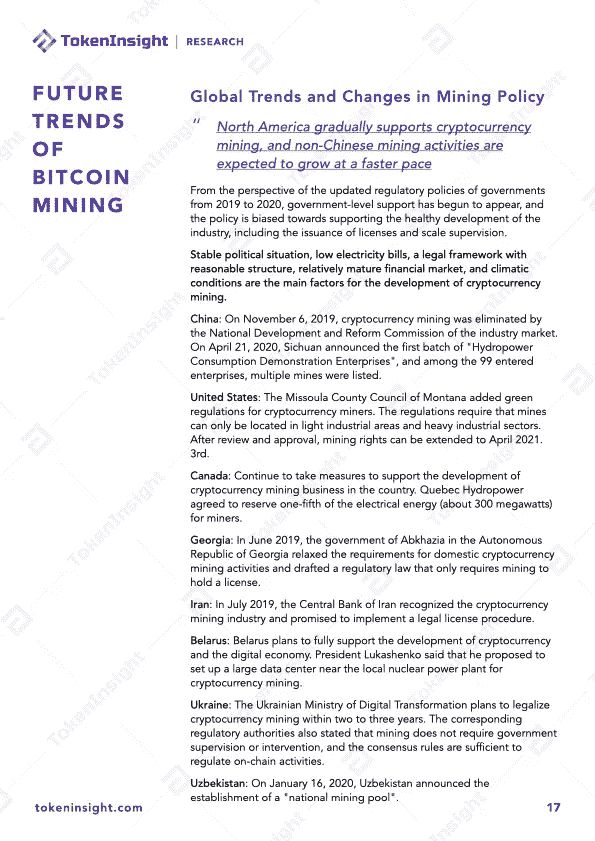 TokenInsight | RESEARCH
FUTURE
TRENDS
OF
BITCOIN
MINING
Global Trends and Changes in Mining Policy
“ North America gradually supports cryptocurrency
mining, and non-Chinese mining activities are
expected to grow at a faster pace
From the perspective of the updated regulatory policies of governments
from 2019 to 2020, government-level support has begun to appear, and
the policy is biased towards supporting the healthy development of the
industry, including the issuance of licenses and scale supervision.
Stable political situation, low electricity bills, a legal framework with
reasonable structure, relatively mature financial market, and climatic
conditions are the main factors for the development of cryptocurrency
mining.
China: On November 6, 2019, cryptocurrency mining was eliminated by
the National Development and Reform Commission of the industry market.
On April 21, 2020, Sichuan announced the first batch of "Hydropower
Consumption Demonstration Enterprises", and among the 99 entered
enterprises, multiple mines were listed.
United States: The Missoula County Council of Montana added green
regulations for cryptocurrency miners. The regulations require that mines
can only be located in light industrial areas and heavy industrial sectors.
After review and approval, mining rights can be extended to April 2021.
3rd.
Canada: Continue to take measures to support the development of
cryptocurrency mining business in the country. Quebec Hydropower
agreed to reserve one-fifth of the electrical energy (about 300 megawatts)
for miners.
Georgia: In June 2019, the government of Abkhazia in the Autonomous
Republic of Georgia relaxed the requirements for domestic cryptocurrency
mining activities and drafted a regulatory law that only requires mining to
hold a license.
Iran: In July 2019, the Central Bank of Iran recognized the cryptocurrency
mining industry and promised to implement a legal license procedure.
Belarus: Belarus plans to fully support the development of cryptocurrency
and the digital economy. President Lukashenko said that he proposed to
set up a large data center near the local nuclear power plant for
cryptocurrency mining.
Ukraine: The Ukrainian Ministry of Digital Transformation plans to legalize
cryptocurrency mining within two to three years. The corresponding
regulatory authorities also stated that mining does not require government
supervision or intervention, and the consensus rules are sufficient to
regulate on-chain activities.
Uzbekistan: On January 16, 2020, Uzbekistan announced the
establishment of a "national mining pool".
tokeninsight.com
17